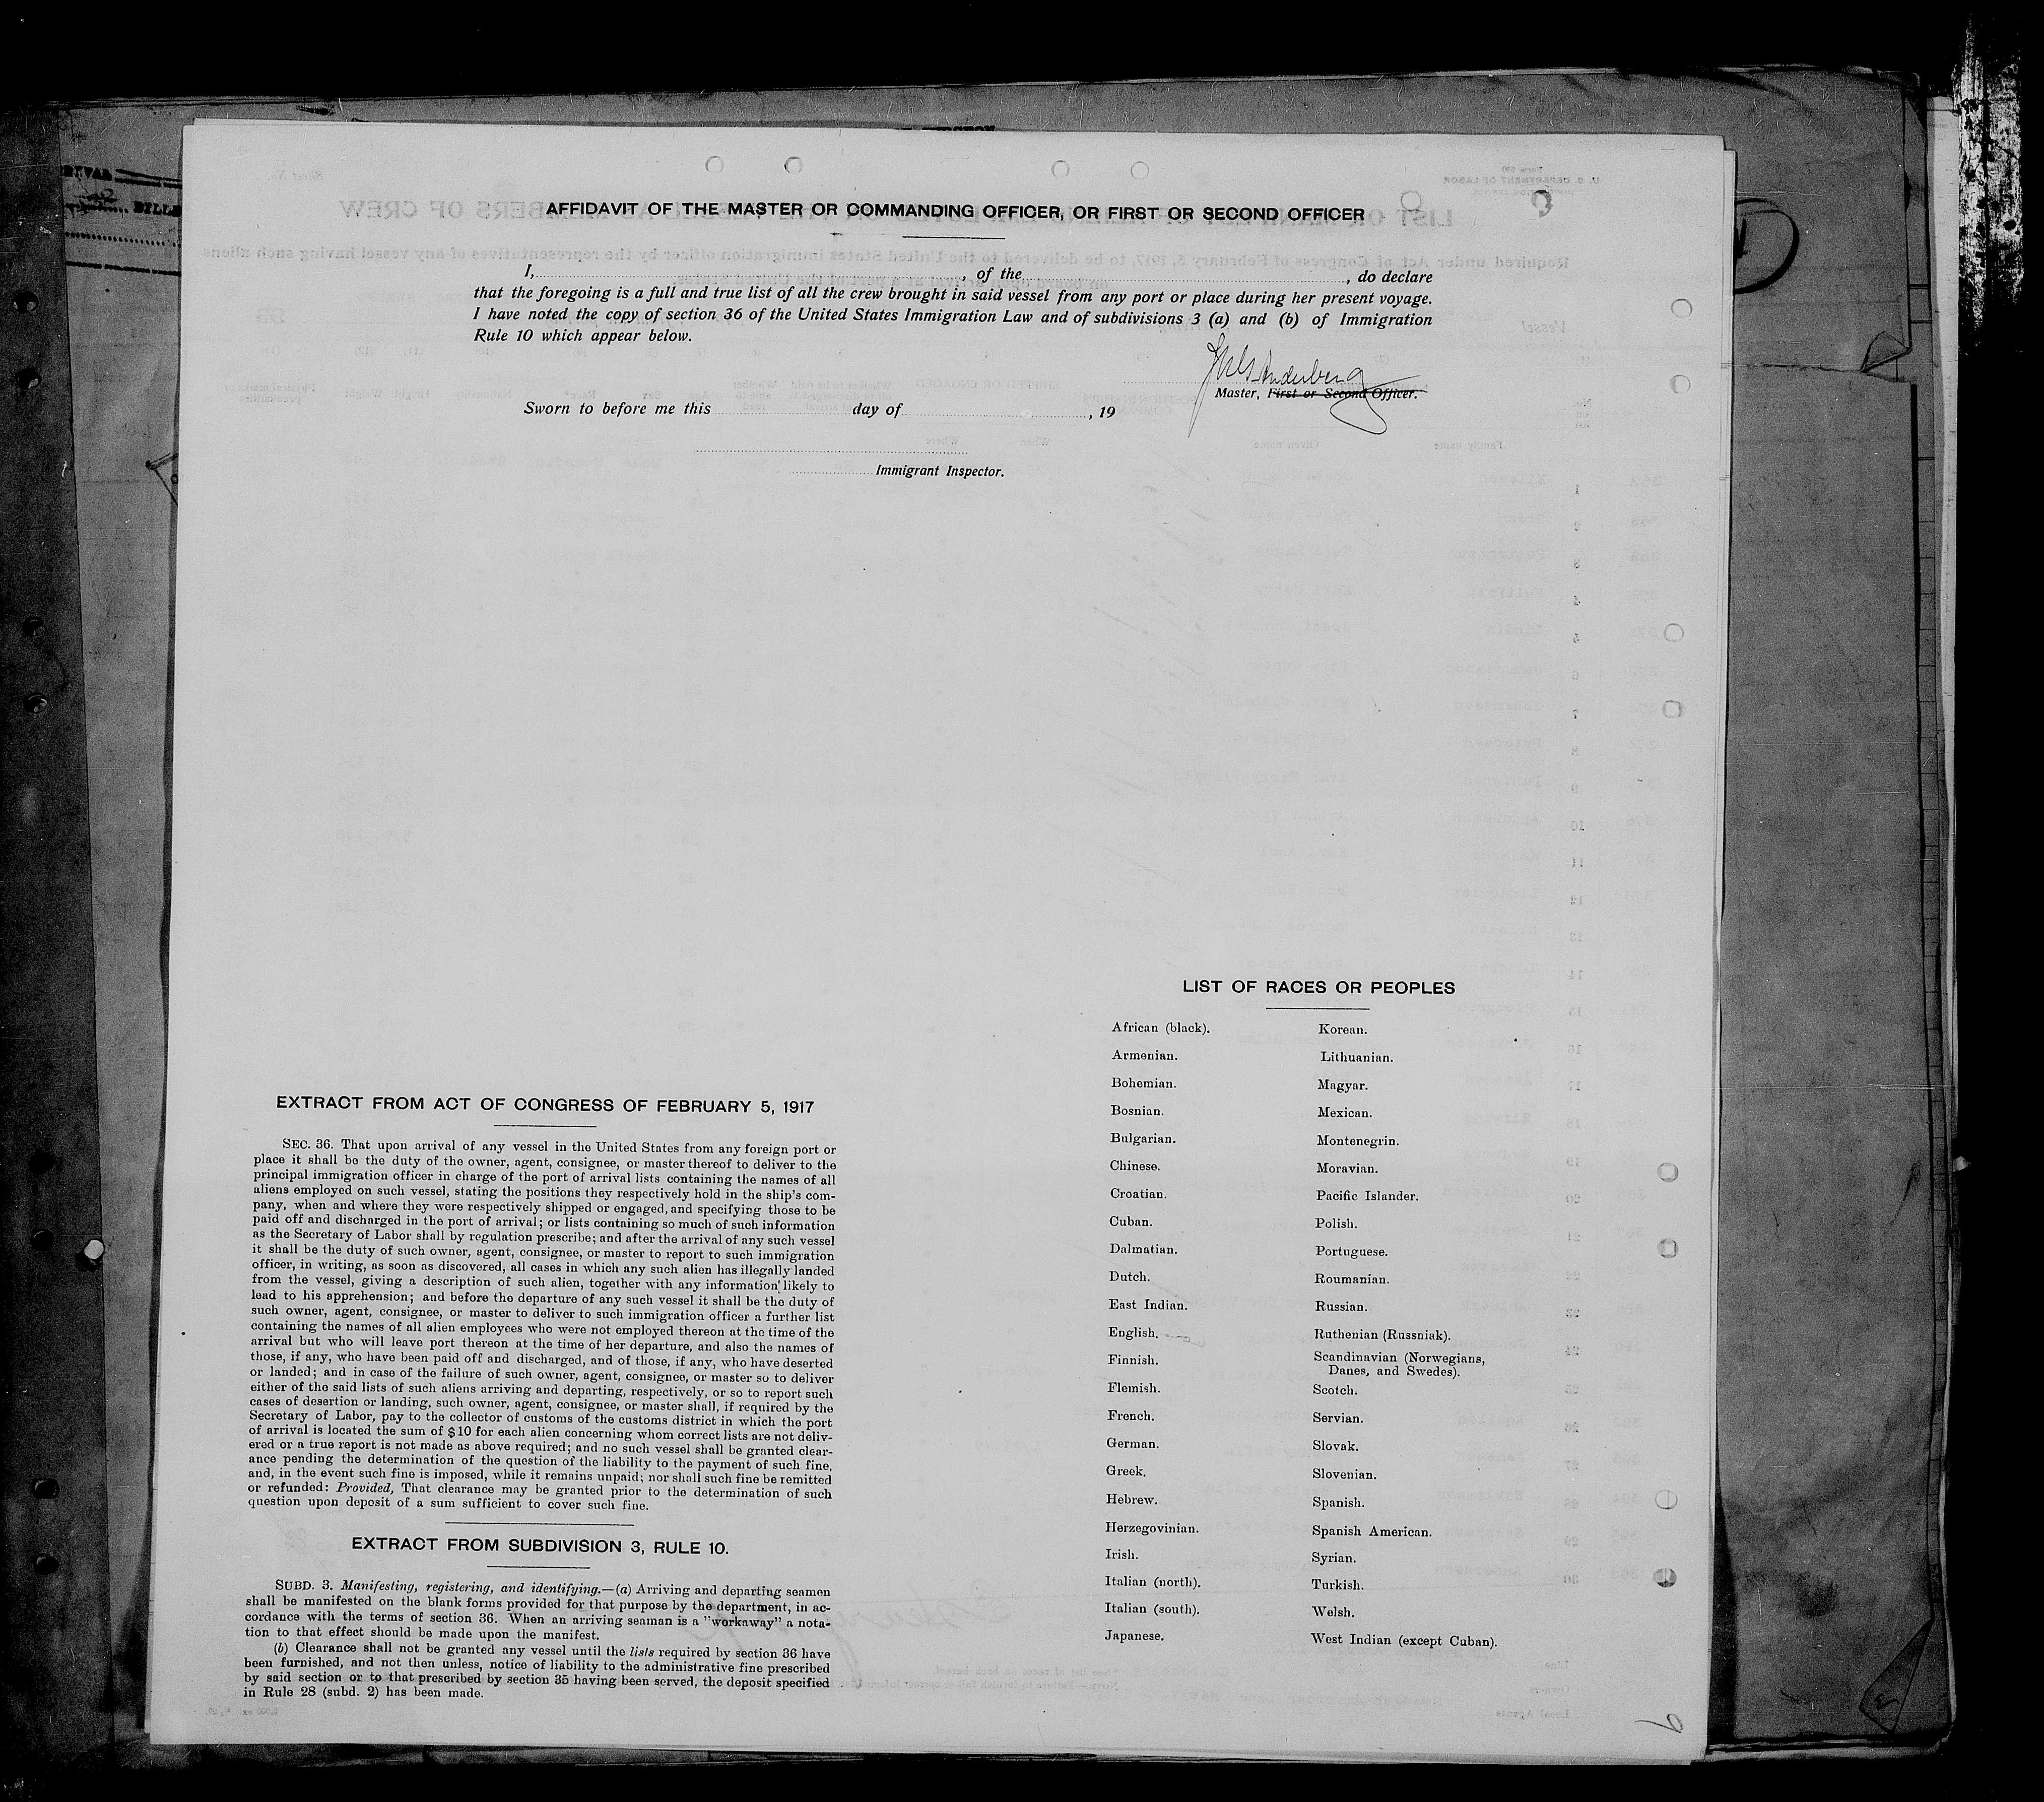 AFFIDAVIT OF THE MASTER OR COMMANDING OFFICER, OR FIRST OR SECOND OFFICER
I, , of the , do declare
that the foregoing is a full and true list of all the crew brought in said vessel from any port or place during her present voyage.
I have noted the copy of section 36 of the United States Immigration Law and of subdivisions 3 (a) and (b) of Immigration
Rule 10 which appear below.
Master, First or Second Officer.
Sworn to before me this day of , 19
Immigrant Inspector.
LIST OF RACES OR PEOPLES
African (black).
Armenian.
Bohemian.
Bosnian.
Bulgarian.
Chinese.
Croatian.
Cuban.
Dalmatian.
Dutch.
East Indian.
English.
Finnish.
Flemish.
French.
German.
Greek.
Hebrew.
Herzegovinian.
Irish.
Italian (north).
Italian (south).
Japanese.
Korean.
Lithuanian.
Magyar.
Mexican.
Montenegrin.
Moravian.
Pacific Islander.
Polish.
Portuguese.
Roumanian.
Russian.
Ruthenian (Russniak).
Scandinavian (Norwegians,
Danes, and Swedes).
Scotch.
Servian.
Slovak.
Slovenian.
Spanish.
Spanish American.
Syrian.
Turkish.
Welsh.
West Indian (except Cuban).
EXTRACT FROM ACT OF CONGRESS OF FEBRUARY 5, 1917
SEC. 36. That upon arrival of any vessel in the United States from any foreign port or
place it shall be the duty of the owner, agent, consignee, or master thereof to deliver to the
principal immigration officer in charge of the port of arrival lists containing the names of all
aliens employed on such vessel, stating the positions they respectively hold in the ship's com-
pany, when and where they were respectively shipped or engaged, and specifying those to be
paid off and discharged in the port of arrival; or lists containing so much of such information
as the Secretary of Labor shall by regulation prescribe; and after the arrival of any such vessel
it shall be the duty of such owner, agent, consignee, or master to report to such immigration
officer, in writing, as soon as discovered, all cases in which any such alien has illegally landed
from the vessel, giving a description of such alien, together with any information likely to
lead to his apprehension; and before the departure of any such vessel it shall be the duty of
such owner, agent, consignee, or master to deliver to such immigration officer a further list
containing the names of all alien employees who were not employed thereon at the time of the
arrival but who will leave port thereon at the time of her departure, and also the names of
those, if any, who have been paid off and discharged, and of those, if any, who have deserted
or landed; and in case of the failure of such owner, agent, consignee, or master so to deliver
either of the said lists of such aliens arriving and departing, respectively, or so to report such
cases of desertion or landing, such owner, agent, consignee, or master shall, if required by the
Secretary of Labor, pay to the collector of customs of the customs district in which the port
of arrival is located the sum of $10 for each alien concerning whom correct lists are not deliv-
ered or a true report is not made as above required; and no such vessel shall be granted clear-
ance pending the determination of the question of the liability to the payment of such fine,
and, in the event such fine is imposed, while it remains unpaid; nor shall such fine be remitted
or refunded: Provided, That clearance may be granted prior to the determination of such
question upon deposit of a sum sufficient to cover such fine.
EXTRACT FROM SUBDIVISION 3, RULE 10.
SUBD. 3. Manifesting, registering, and identifying.—(a) Arriving and departing seamen
shall be manifested on the blank forms provided for that purpose by the department, in ac-
cordance with the terms of section 36. When an arriving seaman is a "workaway" a nota-
tion to that effect should be made upon the manifest.
(b) Clearance shall not be granted any vessel until the lists required by section 36 have
been furnished, and not then unless, notice of liability to the administrative fine prescribed
by said section or to that prescribed by section 35 having been served, the deposit specified
in Rule 28 (subd. 2) has been made.